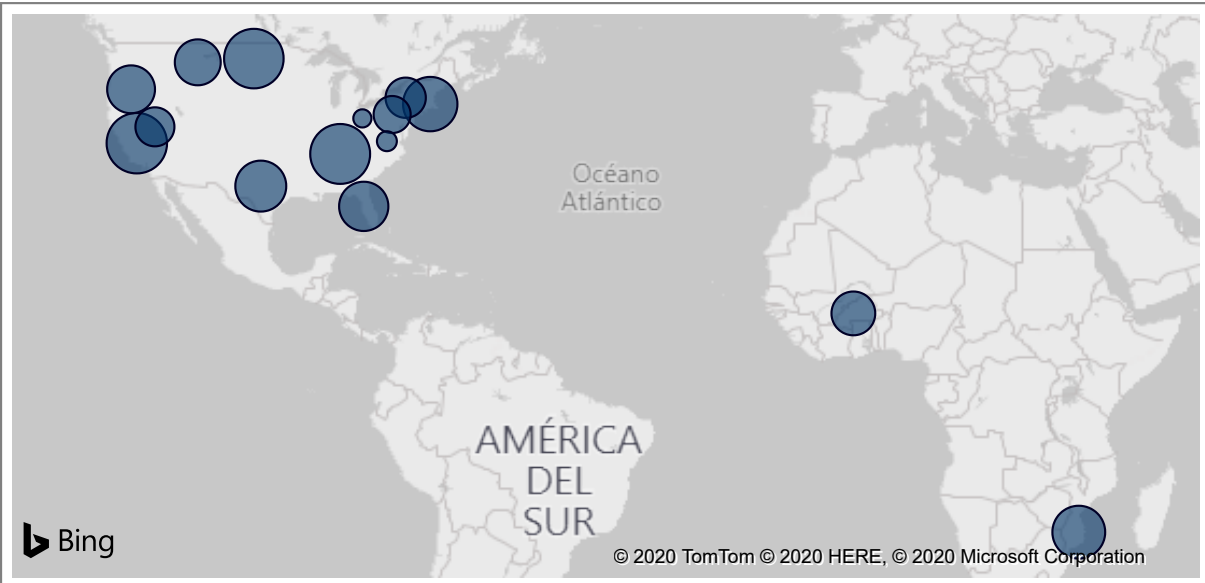 Océano
Atlántico
AMÉRICA
DEL
SUR
Bing
© 2020 TomTom © 2020 HERE, © 2020 Microsoft Corporation